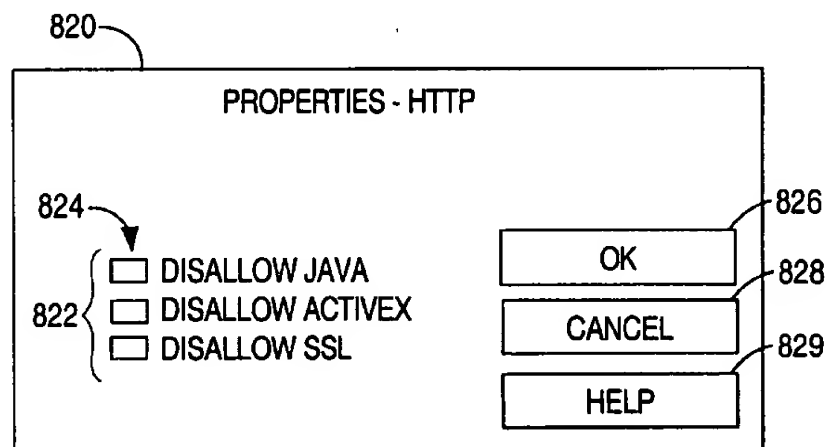 820
PROPERTIES - HTTP
824
826
DISALLOW JAVA
OK
822
DISALLOW ACTIVEX
828
DISALLOW SSL
CANCEL
829
HELP